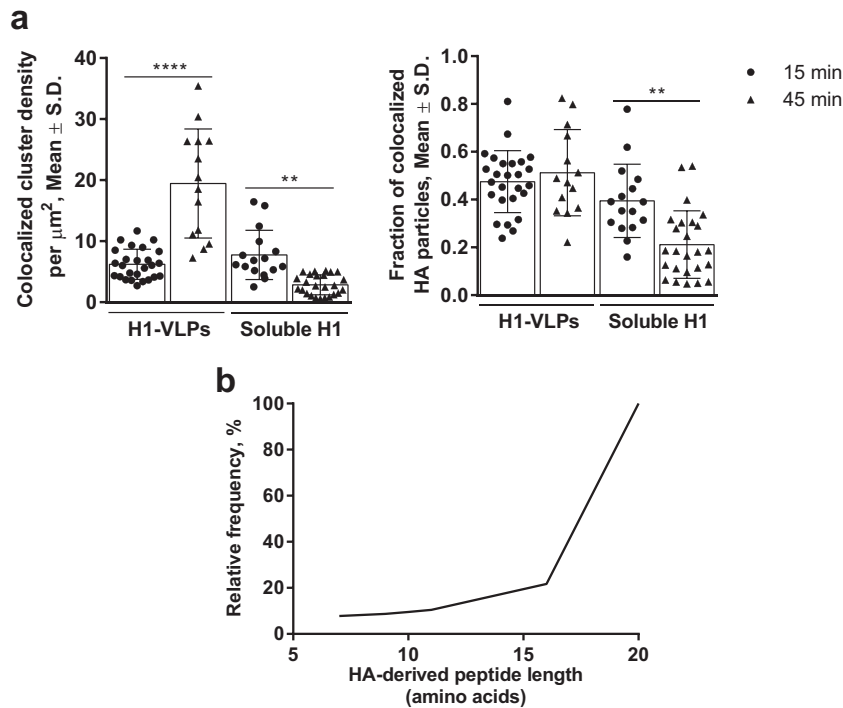 a
Colocalized cluster density
per μm², Mean ± S.D.
40
30
20
10
0
****
**
H1-VLPs
Soluble H1
Fraction of colocalized
HA particles, Mean ± S.D.
1.0
0.8
0.6
0.4
0.2
0.0
**
H1-VLPs
Soluble H1
15 min
45 min
b
Relative frequency, %
100
80
60
40
20
0
5
10
15
20
HA-derived peptide length
(amino acids)